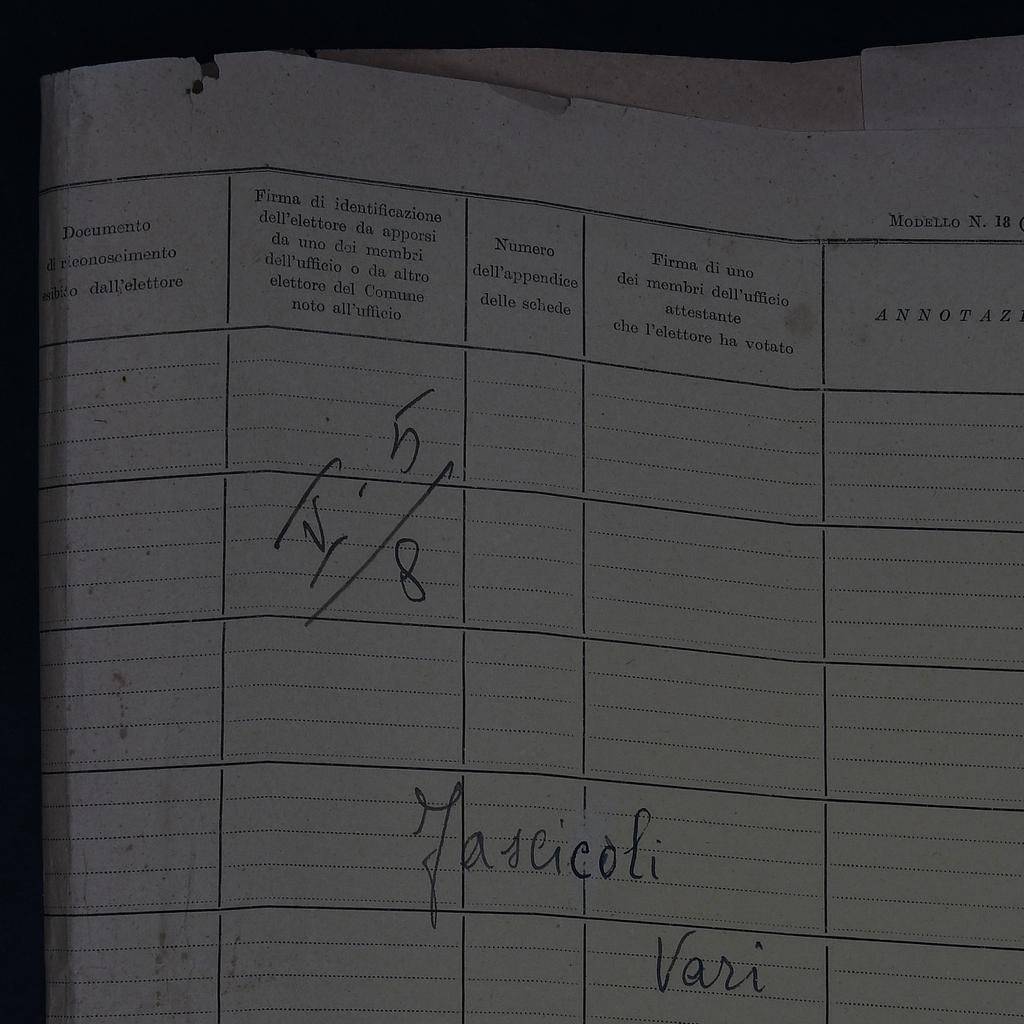 MODELLO N. 18 (
Documento
di riconoscimento
esibito dall'elettore
Firma di identificazione
dell'elettore da apporsi
da uno dei membri
dell'ufficio o da altro
elettore del Comune
noto all'ufficio
Numero
dell'appendice
delle schede
Firma di uno
dei membri dell'ufficio
attestante
che l'elettore ha votato
ANNOTAZI
5
8
Fascicoli
Vari